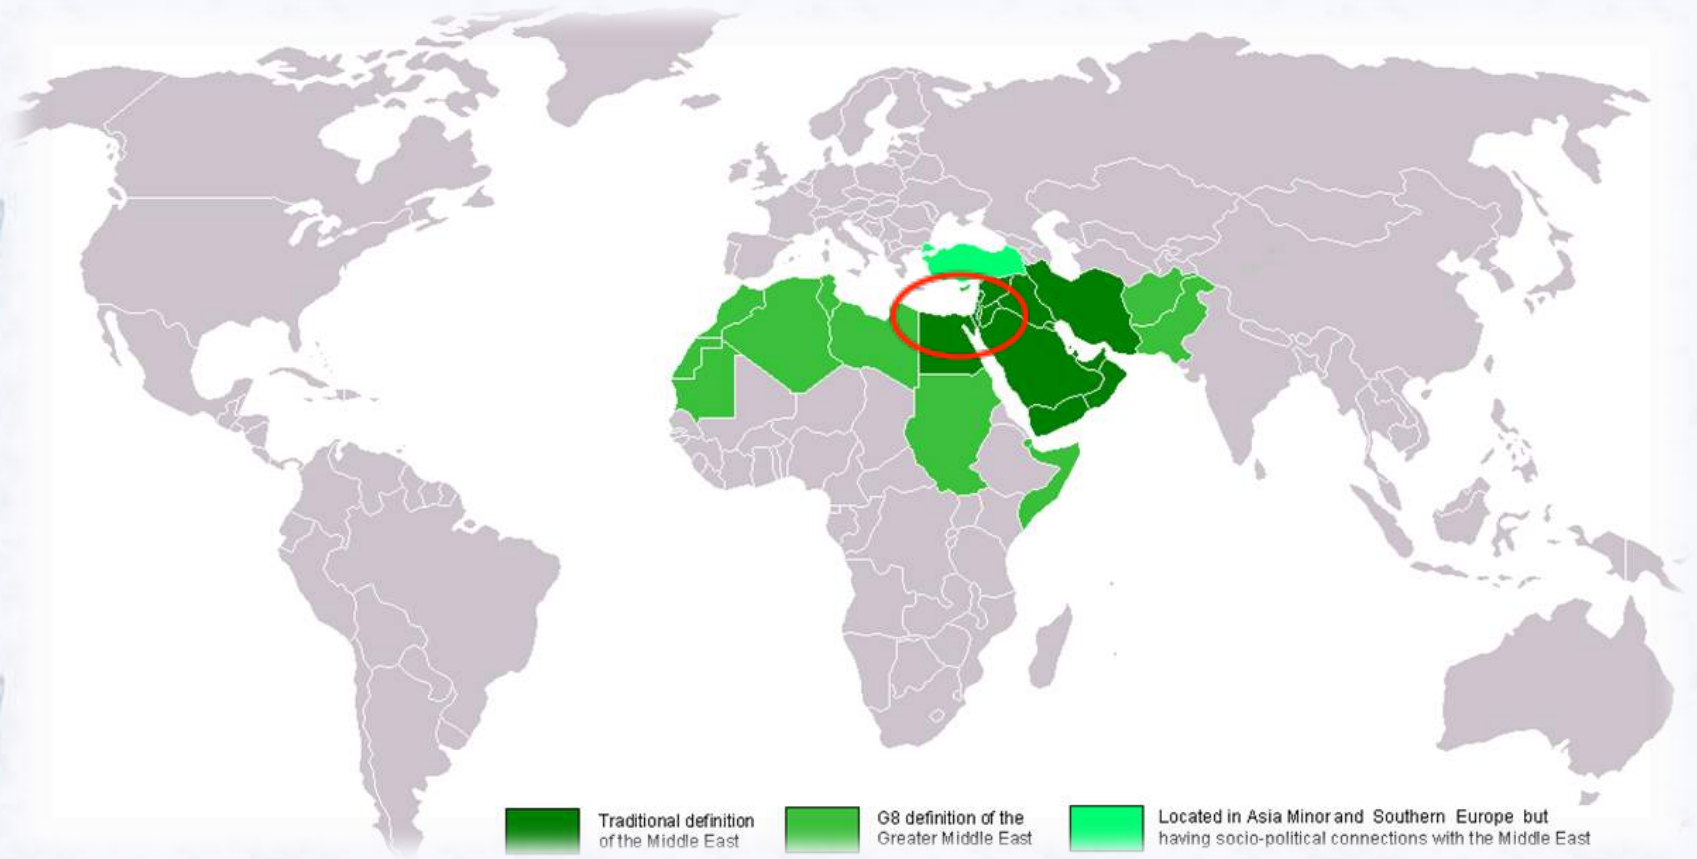 Traditional definition
of the Middle East
G8 definition of the
Greater Middle East
Located in Asia Minor and Southern Europe but
having socio-political connections with the Middle East